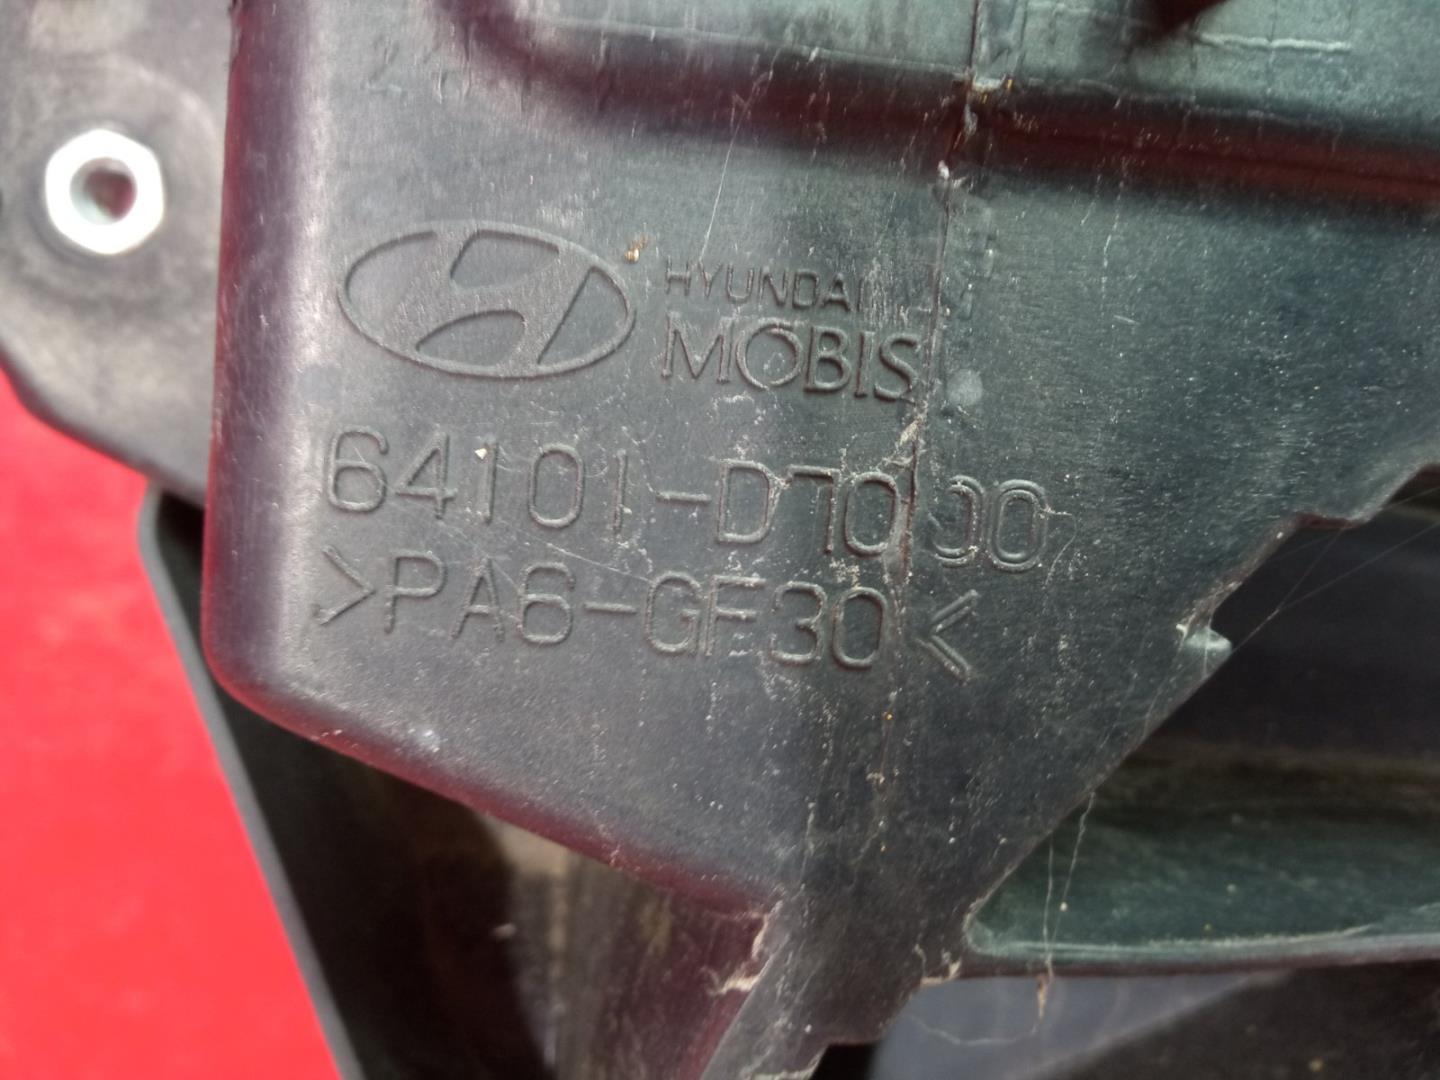 HYUNDAI
MOBIS
64101-D7000
>PA6-GF30<